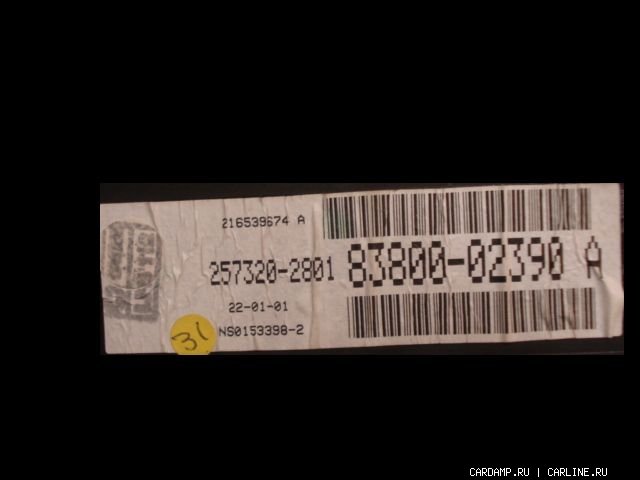 216539674 A
257320-2801 83800-02390 A
22-01-01
NS0153398-2
31
CARDAMP.RU | CARLINE.RU